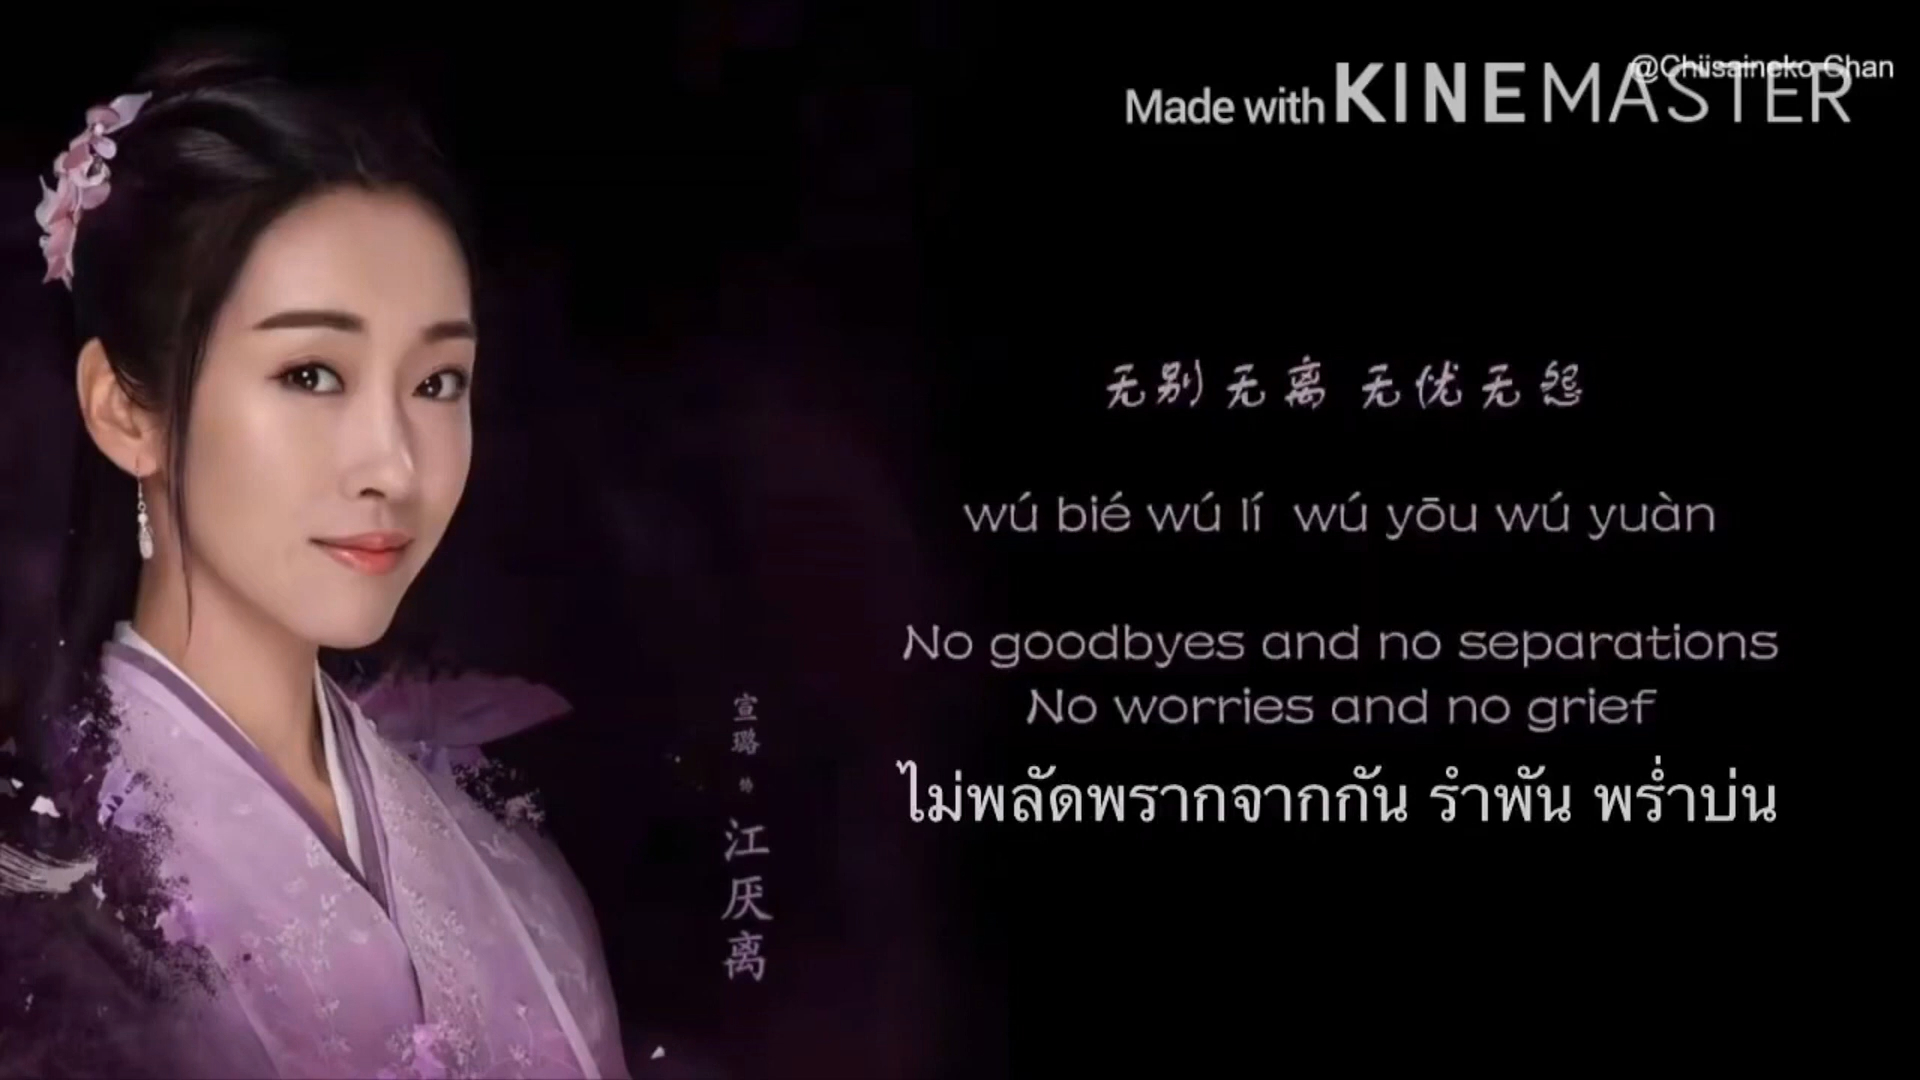 @Chiisaineko Chan
Made with KINEMASTER
无别无离 无忧无怨
wú bié wú lí wú yōu wú yuàn
No goodbyes and no separations
No worries and no grief
ไม่พลัดพรากจากกัน รำพัน พร่ำบ่น
宣璐 饰 江厌离